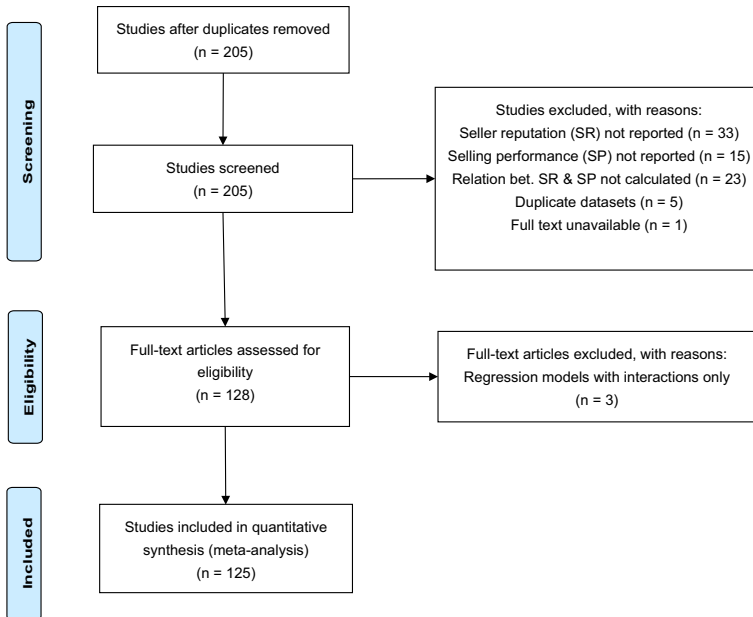 Screening
Studies after duplicates removed
(n = 205)
Studies screened
(n = 205)
Studies excluded, with reasons:
Seller reputation (SR) not reported (n = 33)
Selling performance (SP) not reported (n = 15)
Relation bet. SR & SP not calculated (n = 23)
Duplicate datasets (n = 5)
Full text unavailable (n = 1)
Eligibility
Full-text articles assessed for
eligibility
(n = 128)
Full-text articles excluded, with reasons:
Regression models with interactions only
(n = 3)
Included
Studies included in quantitative
synthesis (meta-analysis)
(n = 125)